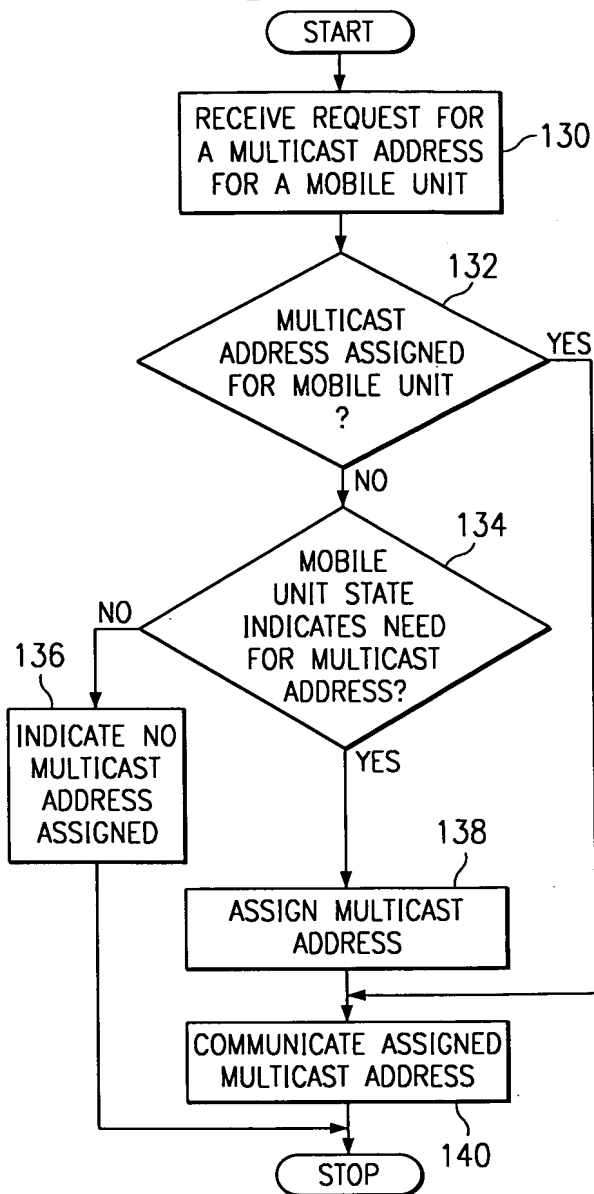 START
RECEIVE REQUEST FOR
A MULTICAST ADDRESS
FOR A MOBILE UNIT
130
132
MULTICAST
ADDRESS ASSIGNED
FOR MOBILE UNIT
?
YES
NO
134
MOBILE
UNIT STATE
INDICATES NEED
FOR MULTICAST
ADDRESS?
NO
136
INDICATE NO
MULTICAST
ADDRESS
ASSIGNED
YES
138
ASSIGN MULTICAST
ADDRESS
COMMUNICATE ASSIGNED
MULTICAST ADDRESS
140
STOP